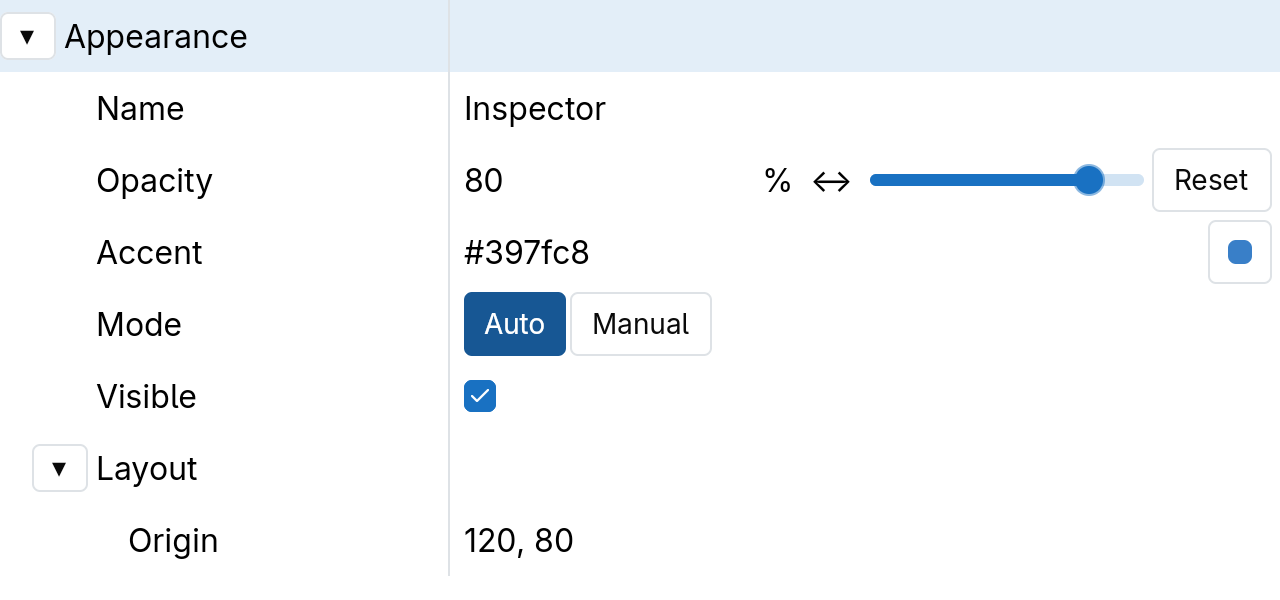 ▼ Appearance
Name Inspector
Opacity 80 % ↔ Reset
Accent #397fc8
Mode Auto Manual
Visible
▼ Layout
Origin 120, 80